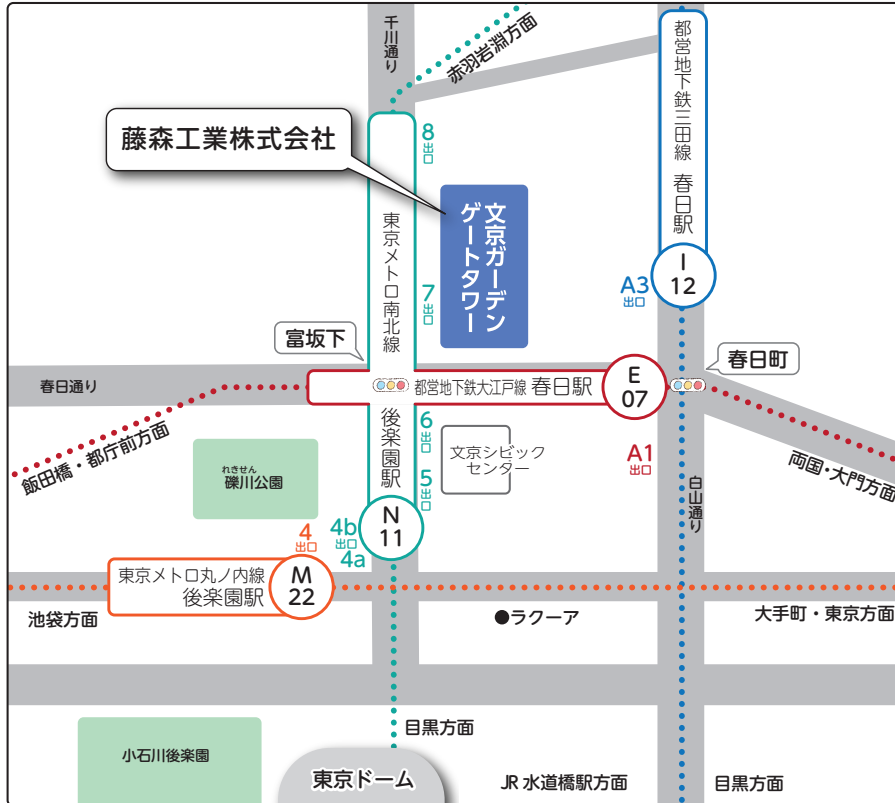 千川通り
赤羽岩淵方面
都営地下鉄三田線 春日駅
藤森工業株式会社
8
出口
東京メトロ南北線
文京ガーデン
ゲートタワー
I
12
A3
出口
7
出口
富坂下
春日町
春日通り
都営地下鉄大江戸線 春日駅
E
07
飯田橋・都庁前方面
後楽園駅
6
出口
文京シビック
センター
A1
出口
両国・大門方面
れきせん
礫川公園
5
出口
白山通り
N
11
4
出口
4b
出口
4a
東京メトロ丸ノ内線
後楽園駅
M
22
池袋方面
●ラクーア
大手町・東京方面
目黒方面
小石川後楽園
東京ドーム
JR 水道橋駅方面
目黒方面